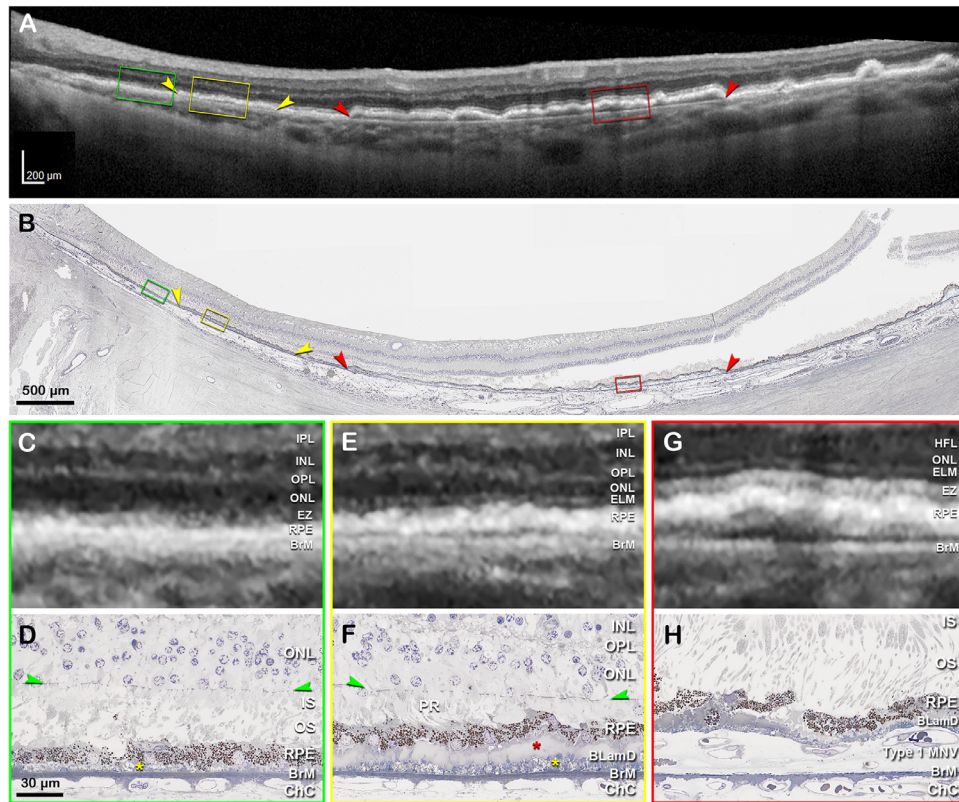 A
200 µm
B
500 µm
C
IPL
INL
OPL
ONL
EZ
RPE
BrM
E
IPL
INL
OPL
ONL
ELM
RPE
BrM
G
HFL
ONL
ELM
EZ
RPE
BrM
D
ONL
IS
OS
RPE
*
BrM
ChC
30 µm
F
INL
OPL
ONL
PR
RPE
*
BLamD
*
BrM
ChC
H
IS
OS
RPE
BLamD
Type 1 MNV
BrM
ChC